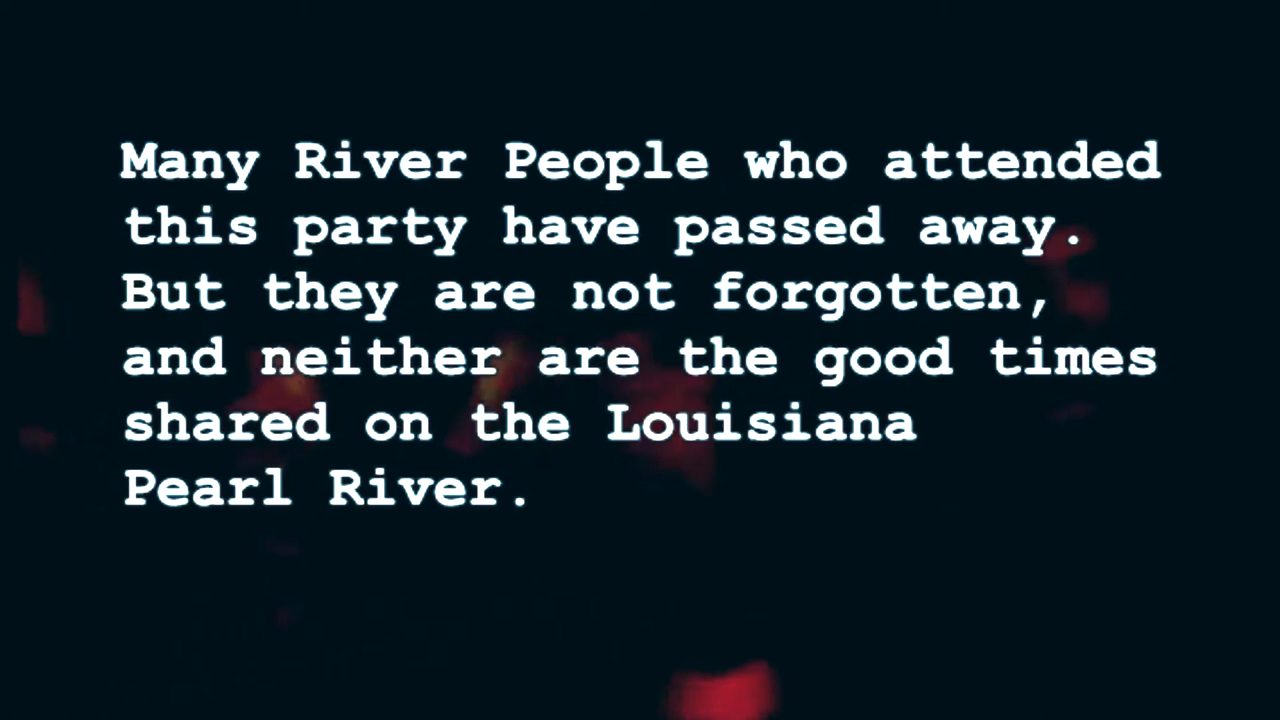 Many River People who attended
this party have passed away.
But they are not forgotten,
and neither are the good times
shared on the Louisiana
Pearl River.